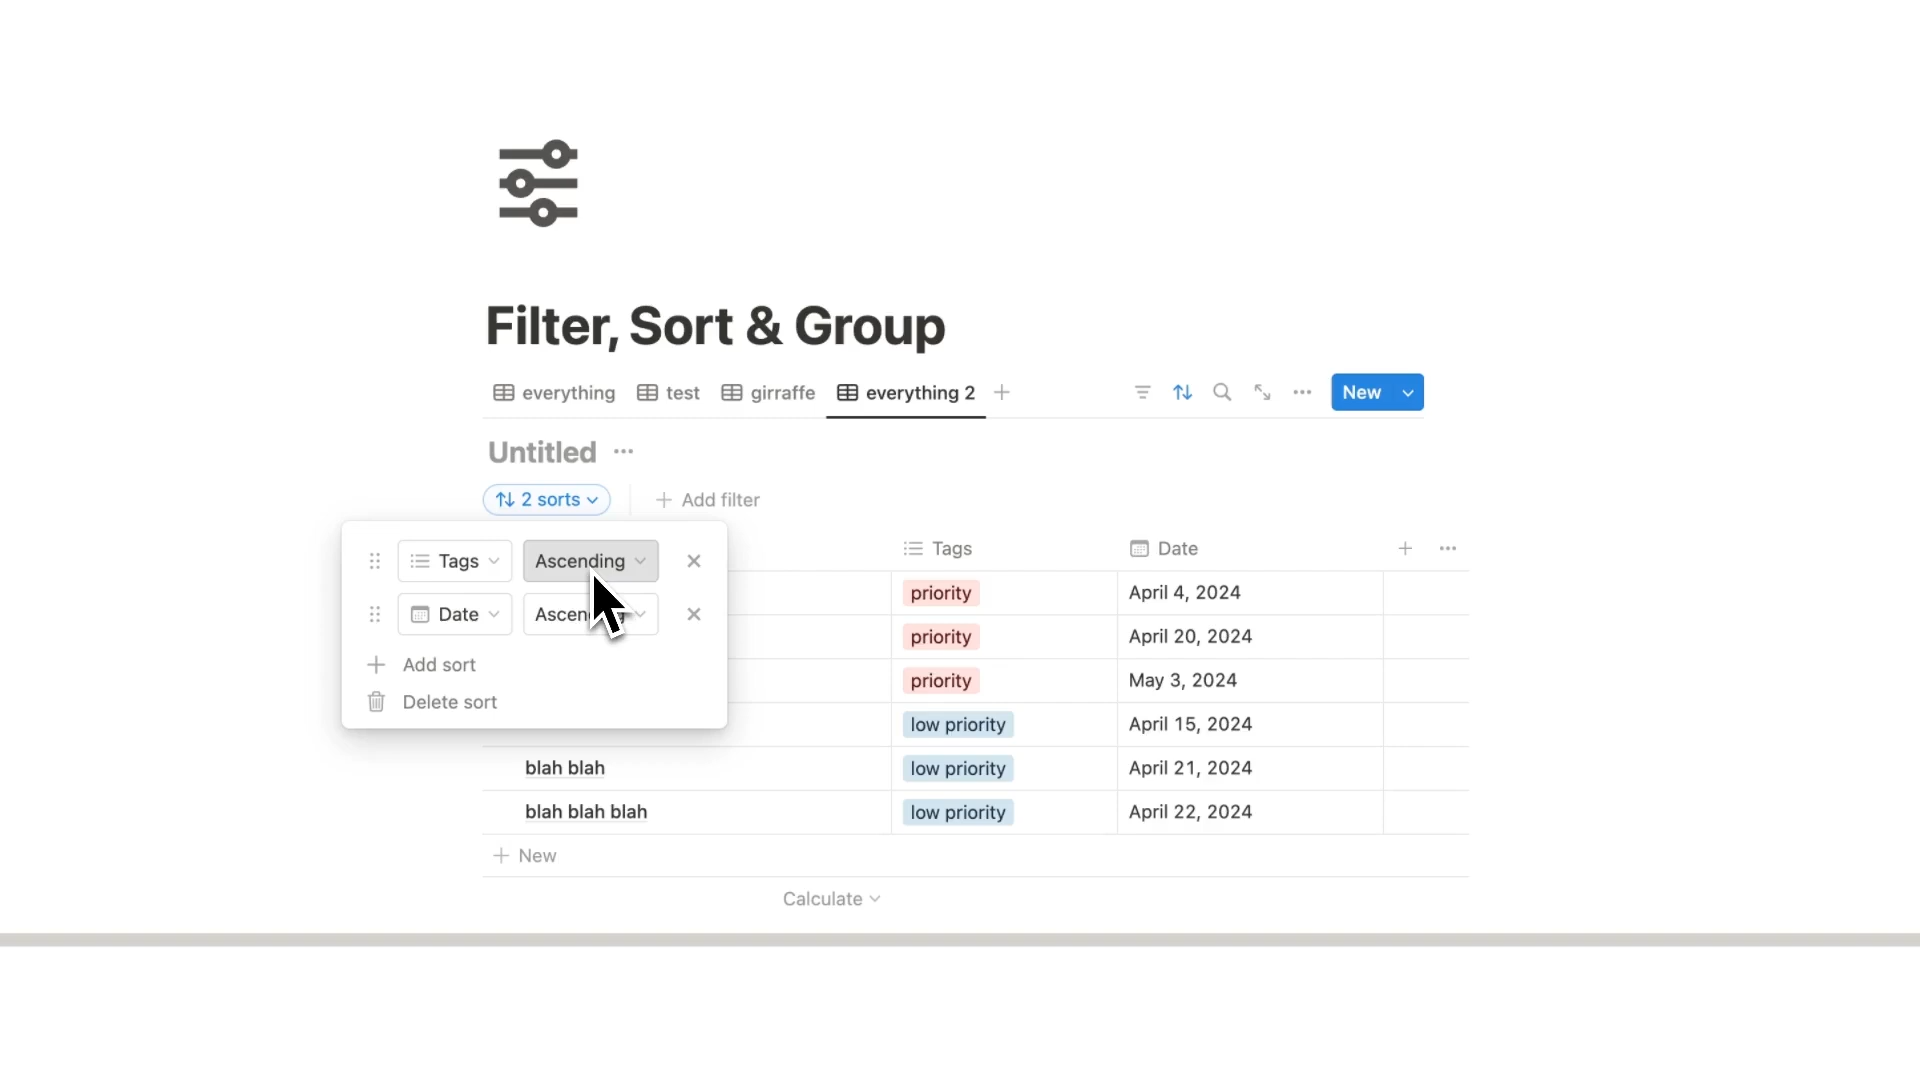 Filter, Sort & Group
everything test girraffe everything 2 New
Untitled
2 sorts Add filter
Tags Ascending
Date
Add sort
Delete sort
Tags Date
priority April 4, 2024
priority April 20, 2024
priority May 3, 2024
low priority April 15, 2024
blah blah low priority April 21, 2024
blah blah blah low priority April 22, 2024
New
Calculate